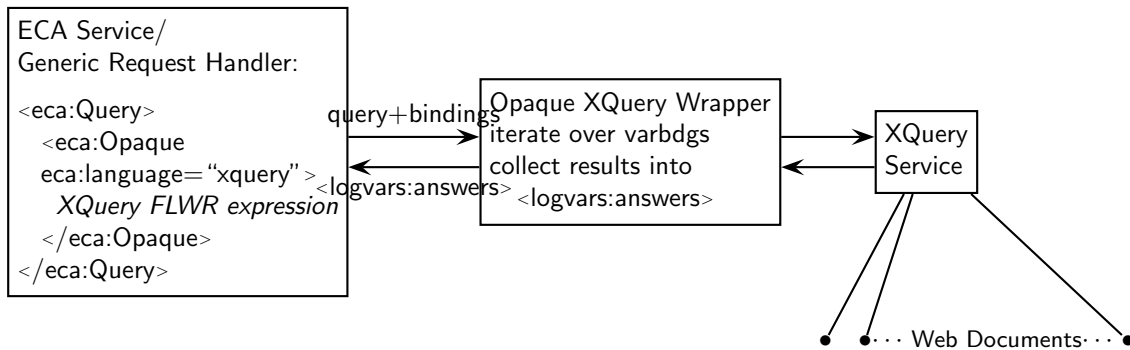 ECA Service/
Generic Request Handler:
<eca:Query>
<eca:Opaque
eca:language="xquery">
XQuery FLWR expression
</eca:Opaque>
</eca:Query>
query+bindings
<logvars:answers>
Opaque XQuery Wrapper
iterate over varbdgs
collect results into
<logvars:answers>
XQuery
Service
··· Web Documents···